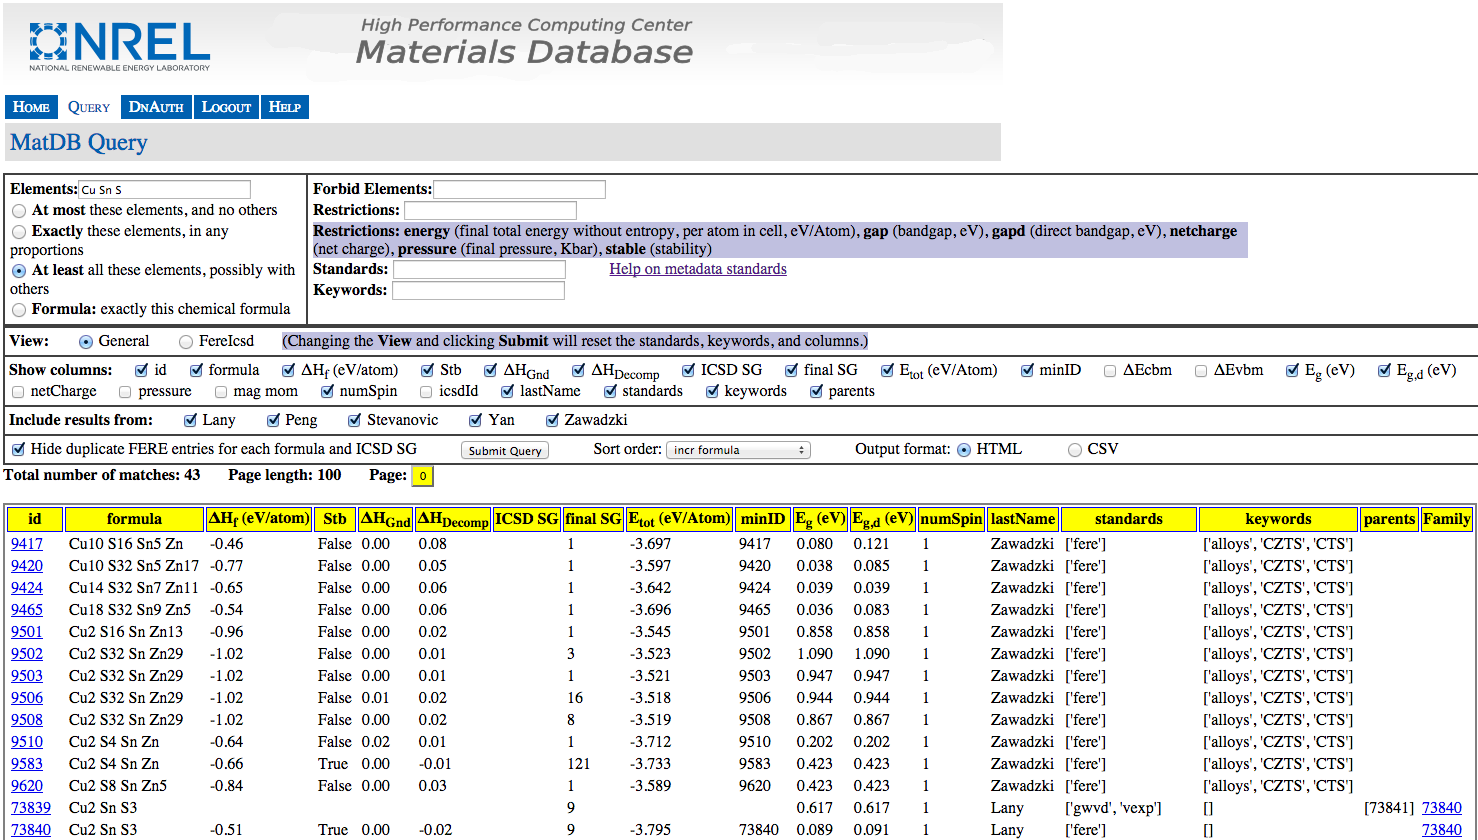 NREL
NATIONAL RENEWABLE ENERGY LABORATORY
High Performance Computing Center
Materials Database
HOME QUERY DNAUTH LOGOUT HELP
MatDB Query
Elements: Cu Sn S
At most these elements, and no others
Exactly these elements, in any
proportions
At least all these elements, possibly with
others
Formula: exactly this chemical formula
Forbid Elements:
Restrictions:
Restrictions: energy (final total energy without entropy, per atom in cell, eV/Atom), gap (bandgap, eV), gapd (direct bandgap, eV), netcharge
(net charge), pressure (final pressure, Kbar), stable (stability)
Standards: Help on metadata standards
Keywords:
View: General FereIcsd (Changing the View and clicking Submit will reset the standards, keywords, and columns.)
Show columns: id formula ΔHf (eV/atom) Stb ΔHGnd ΔHDecomp ICSD SG final SG Etot (eV/Atom) minID ΔEcbm ΔEvbm Eg (eV) Eg,d (eV)
netCharge pressure mag mom numSpin icsdId lastName standards keywords parents
Include results from: Lany Peng Stevanovic Yan Zawadzki
Hide duplicate FERE entries for each formula and ICSD SG Submit Query Sort order: incr formula Output format: HTML CSV
Total number of matches: 43 Page length: 100 Page: 0
id formula ΔHf (eV/atom) Stb ΔHGnd ΔHDecomp ICSD SG final SG Etot (eV/Atom) minID Eg (eV) Eg,d (eV) numSpin lastName standards keywords parents Family
9417 Cu10 S16 Sn5 Zn -0.46 False 0.00 0.08 1 -3.697 9417 0.080 0.121 1 Zawadzki ['fere'] ['alloys', 'CZTS', 'CTS']
9420 Cu10 S32 Sn5 Zn17 -0.77 False 0.00 0.05 1 -3.597 9420 0.038 0.085 1 Zawadzki ['fere'] ['alloys', 'CZTS', 'CTS']
9424 Cu14 S32 Sn7 Zn11 -0.65 False 0.00 0.06 1 -3.642 9424 0.039 0.039 1 Zawadzki ['fere'] ['alloys', 'CZTS', 'CTS']
9465 Cu18 S32 Sn9 Zn5 -0.54 False 0.00 0.06 1 -3.696 9465 0.036 0.083 1 Zawadzki ['fere'] ['alloys', 'CZTS', 'CTS']
9501 Cu2 S16 Sn Zn13 -0.96 False 0.00 0.02 1 -3.545 9501 0.858 0.858 1 Zawadzki ['fere'] ['alloys', 'CZTS', 'CTS']
9502 Cu2 S32 Sn Zn29 -1.02 False 0.00 0.01 3 -3.523 9502 1.090 1.090 1 Zawadzki ['fere'] ['alloys', 'CZTS', 'CTS']
9503 Cu2 S32 Sn Zn29 -1.02 False 0.00 0.01 1 -3.521 9503 0.947 0.947 1 Zawadzki ['fere'] ['alloys', 'CZTS', 'CTS']
9506 Cu2 S32 Sn Zn29 -1.02 False 0.01 0.02 16 -3.518 9506 0.944 0.944 1 Zawadzki ['fere'] ['alloys', 'CZTS', 'CTS']
9508 Cu2 S32 Sn Zn29 -1.02 False 0.00 0.02 8 -3.519 9508 0.867 0.867 1 Zawadzki ['fere'] ['alloys', 'CZTS', 'CTS']
9510 Cu2 S4 Sn Zn -0.64 False 0.02 0.01 1 -3.712 9510 0.202 0.202 1 Zawadzki ['fere'] ['alloys', 'CZTS', 'CTS']
9583 Cu2 S4 Sn Zn -0.66 True 0.00 -0.01 121 -3.733 9583 0.423 0.423 1 Zawadzki ['fere'] ['alloys', 'CZTS', 'CTS']
9620 Cu2 S8 Sn Zn5 -0.84 False 0.00 0.03 1 -3.589 9620 0.423 0.423 1 Zawadzki ['fere'] ['alloys', 'CZTS', 'CTS']
73839 Cu2 Sn S3 9 0.617 0.617 1 Lany ['gwvd', 'vexp'] [] [73841] 73840
73840 Cu2 Sn S3 -0.51 True 0.00 -0.02 9 -3.795 73840 0.089 0.091 1 Lany ['fere'] [] 73840